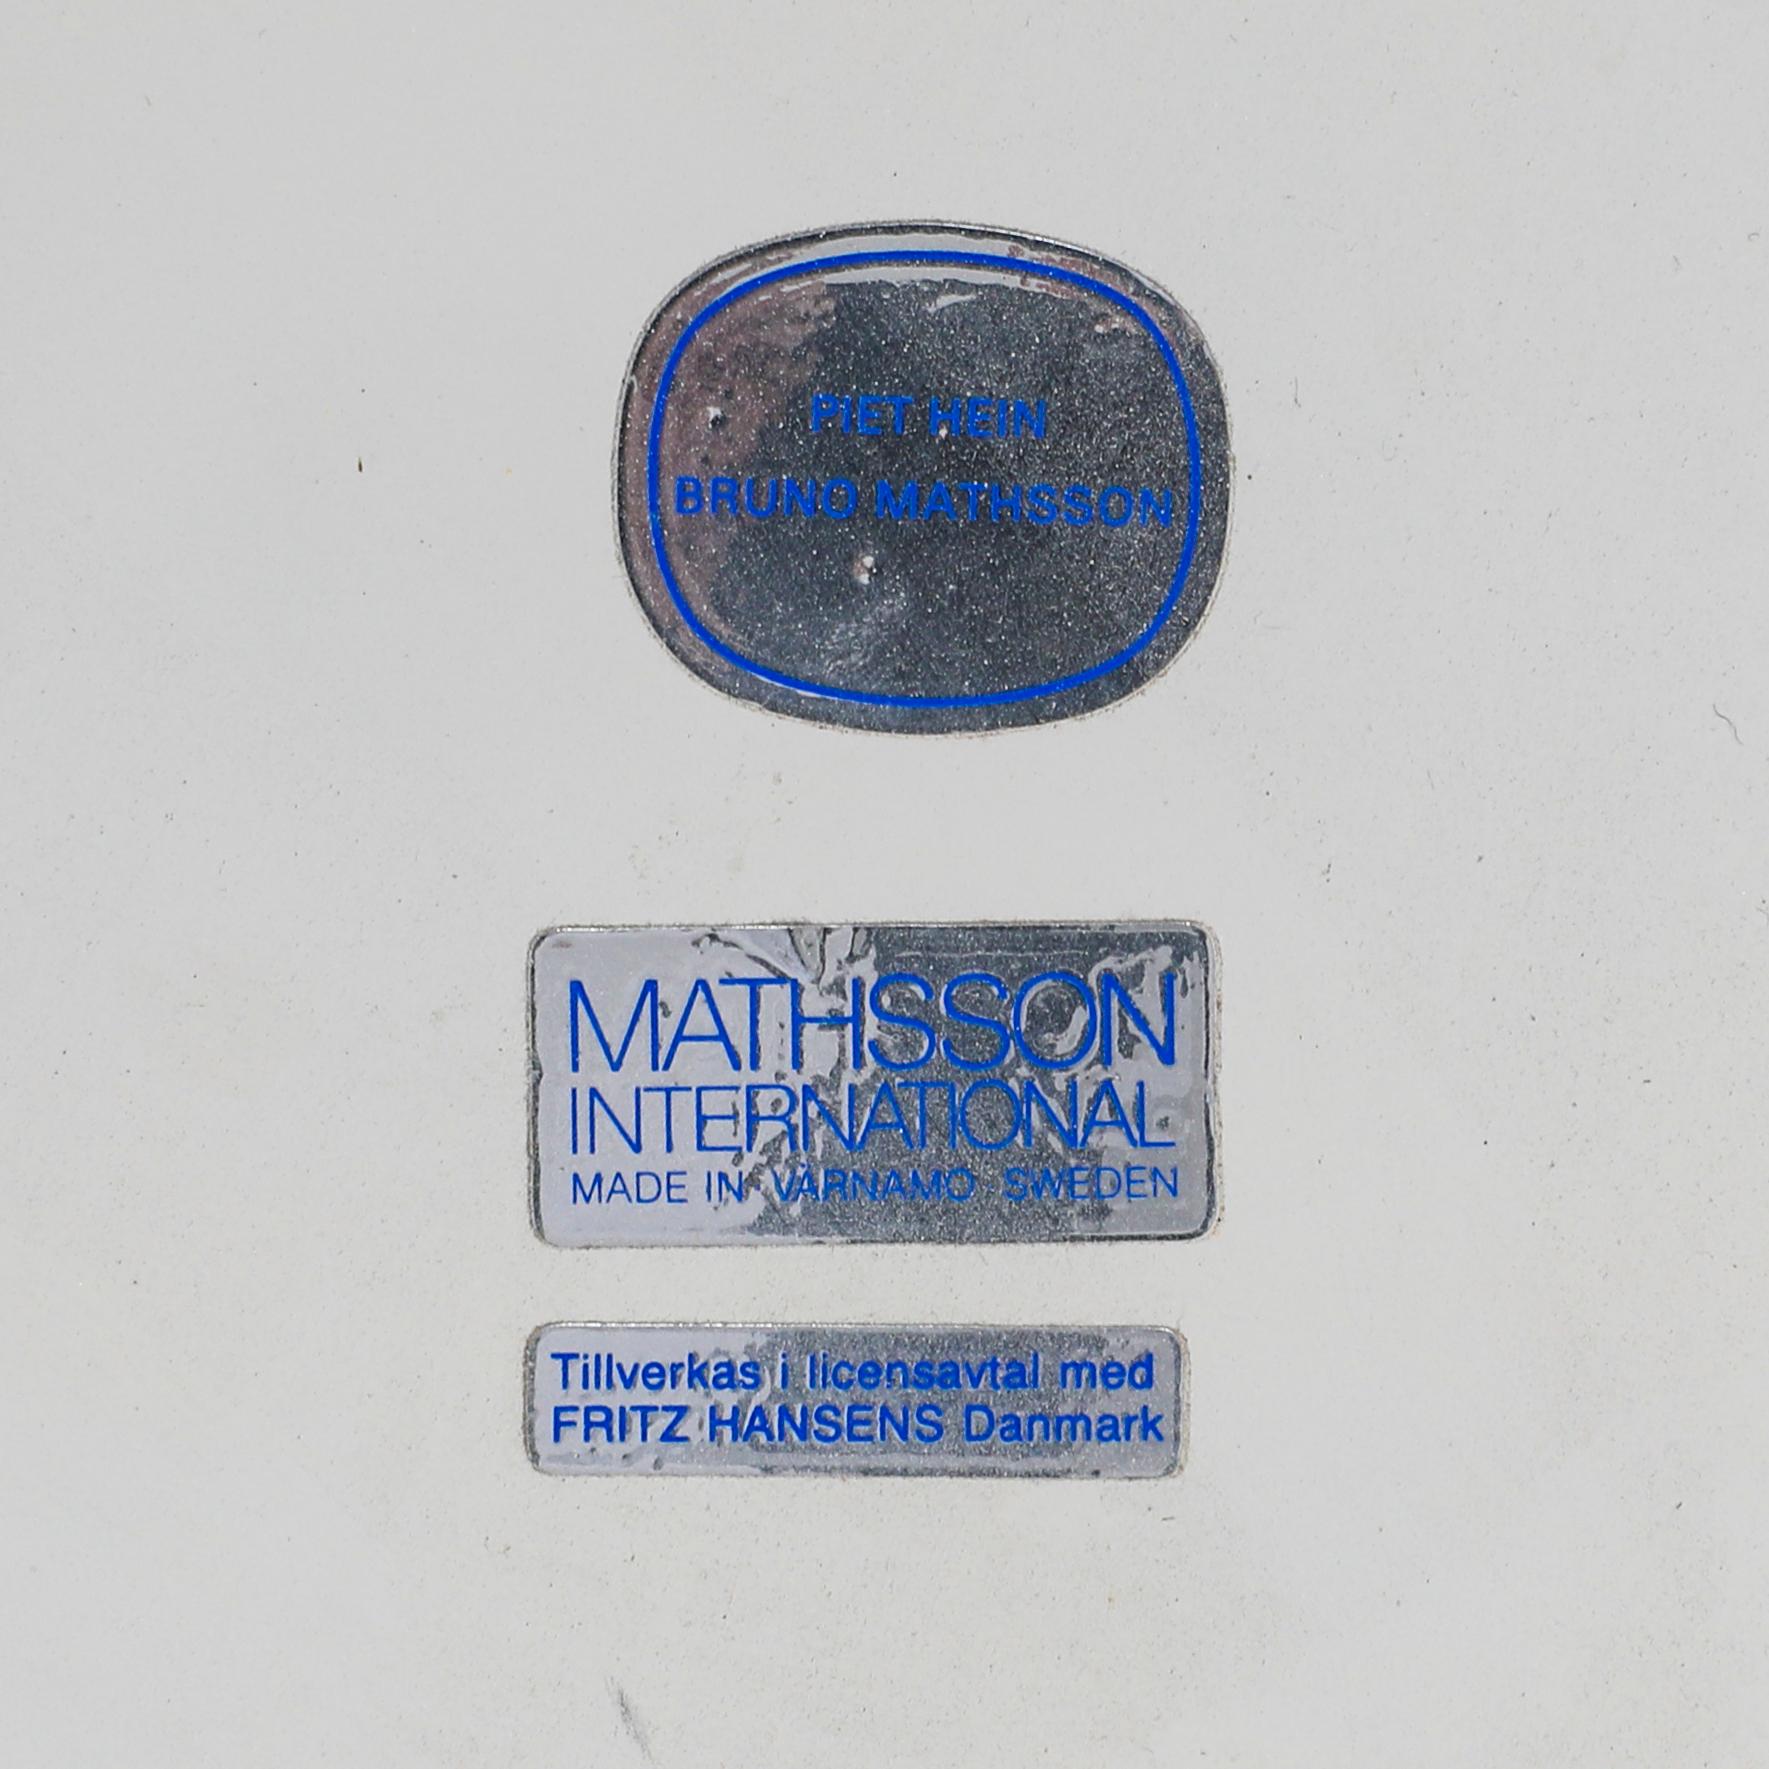 PIET HEIN
BRUNO MATHSSON
MATHSSON
INTERNATIONAL
MADE IN VÄRNAMO SWEDEN
Tillverkas i licensavtal med
FRITZ HANSENS Danmark